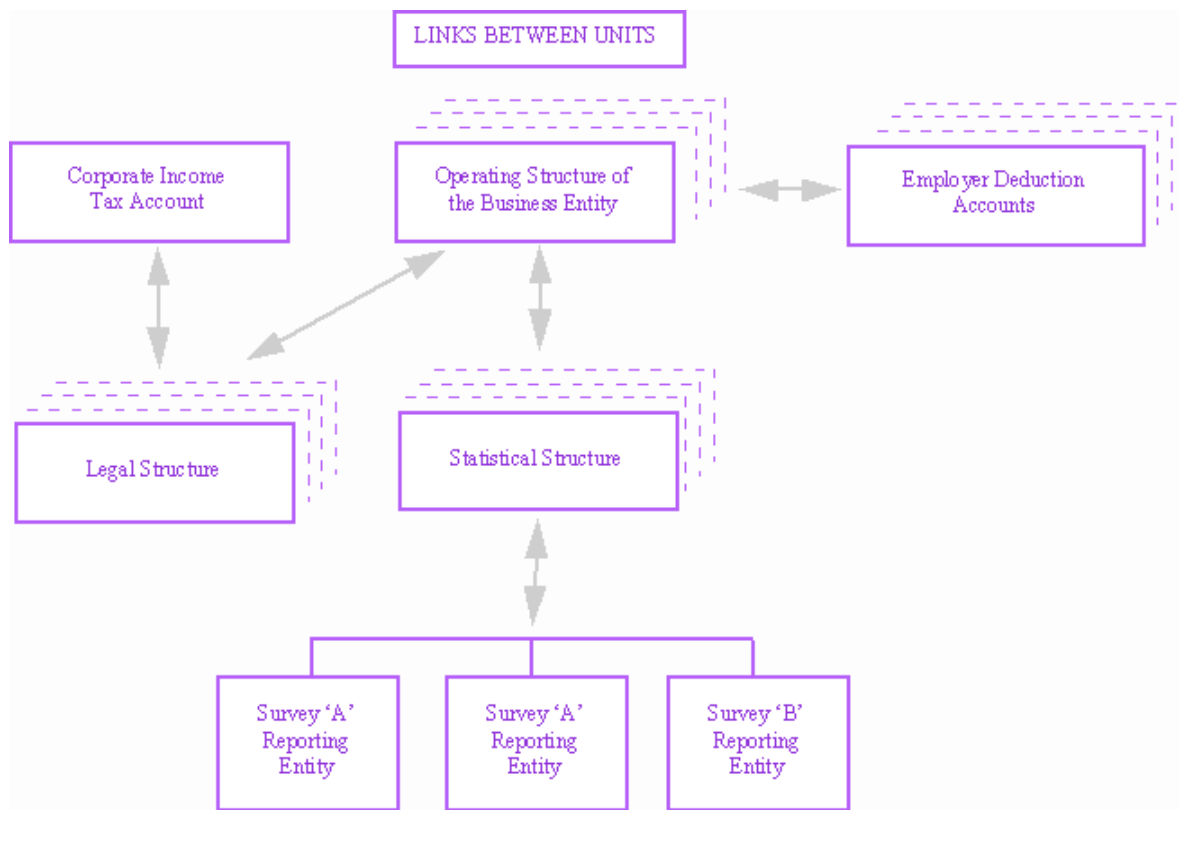 LINKS BETWEEN UNITS
Corporate Income
Tax Account
Operating Structure of
the Business Entity
Employer Deduction
Accounts
Legal Structure
Statistical Structure
Survey ‘A’
Reporting
Entity
Survey ‘A’
Reporting
Entity
Survey ‘B’
Reporting
Entity